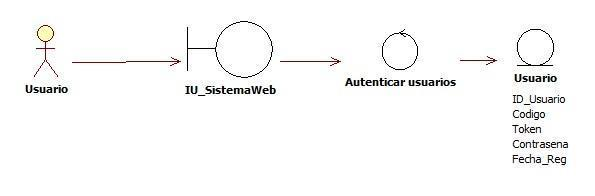 Usuario
IU_SistemaWeb
Autenticar usuarios
Usuario
ID_Usuario
Codigo
Token
Contrasena
Fecha_Reg